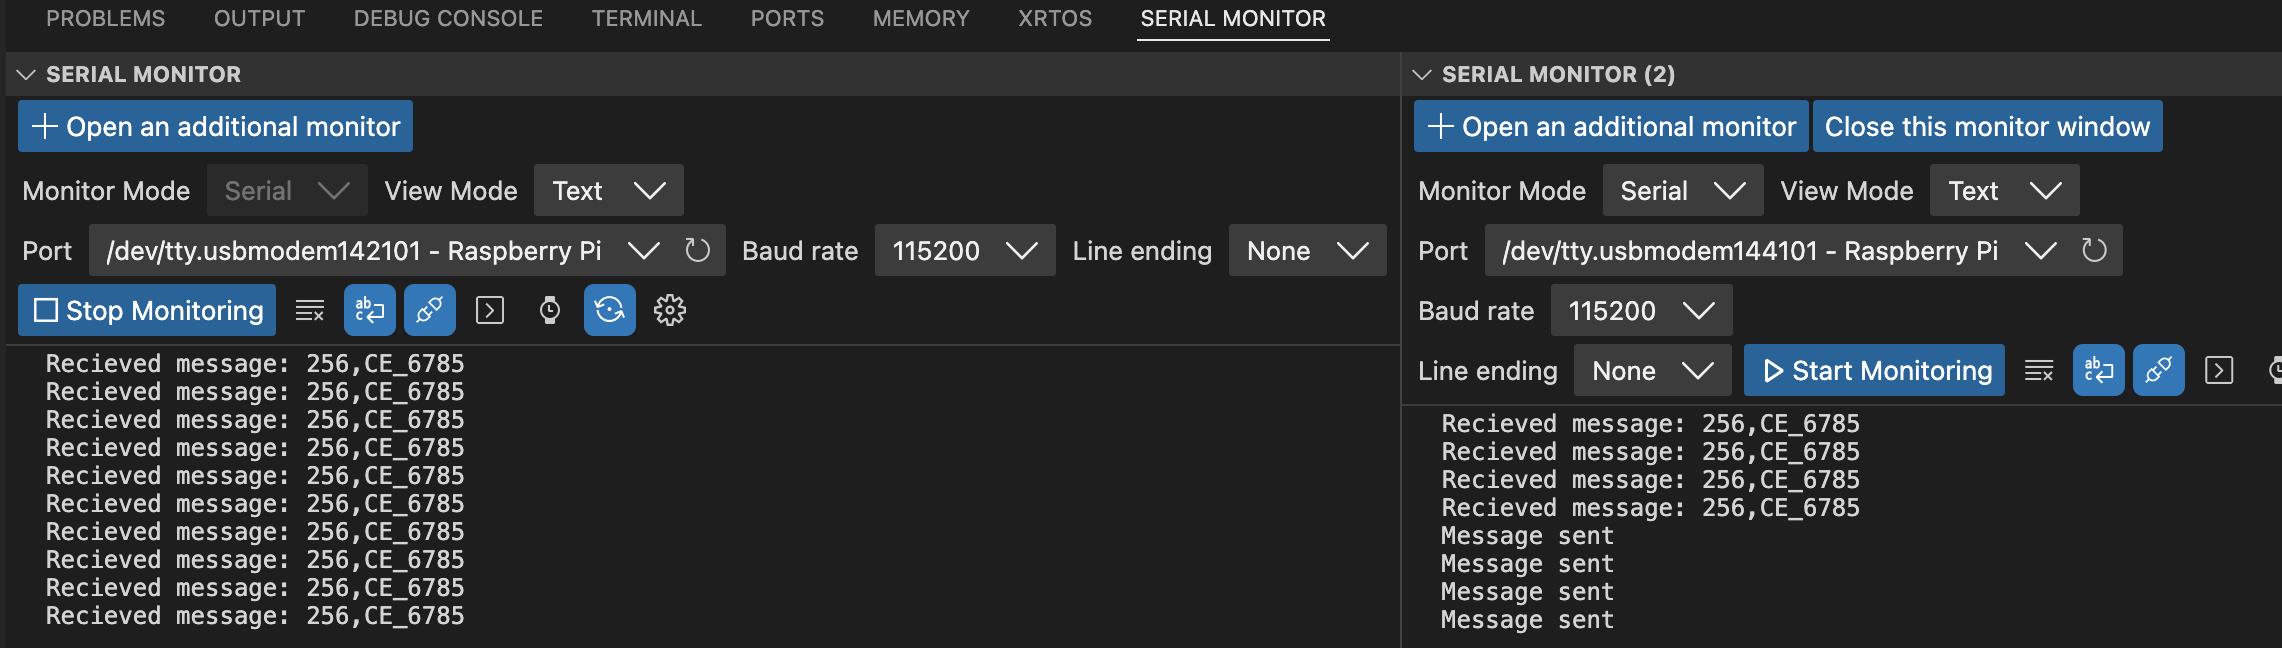 PROBLEMS OUTPUT DEBUG CONSOLE TERMINAL PORTS MEMORY XRTOS SERIAL MONITOR
SERIAL MONITOR
Open an additional monitor
Monitor Mode Serial View Mode Text
Port /dev/tty.usbmodem142101 - Raspberry Pi Baud rate 115200 Line ending None
Stop Monitoring
Recieved message: 256,CE_6785
Recieved message: 256,CE_6785
Recieved message: 256,CE_6785
Recieved message: 256,CE_6785
Recieved message: 256,CE_6785
Recieved message: 256,CE_6785
Recieved message: 256,CE_6785
Recieved message: 256,CE_6785
Recieved message: 256,CE_6785
Recieved message: 256,CE_6785
SERIAL MONITOR (2)
Open an additional monitor Close this monitor window
Monitor Mode Serial View Mode Text
Port /dev/tty.usbmodem144101 - Raspberry Pi
Baud rate 115200
Line ending None Start Monitoring
Recieved message: 256,CE_6785
Recieved message: 256,CE_6785
Recieved message: 256,CE_6785
Recieved message: 256,CE_6785
Message sent
Message sent
Message sent
Message sent